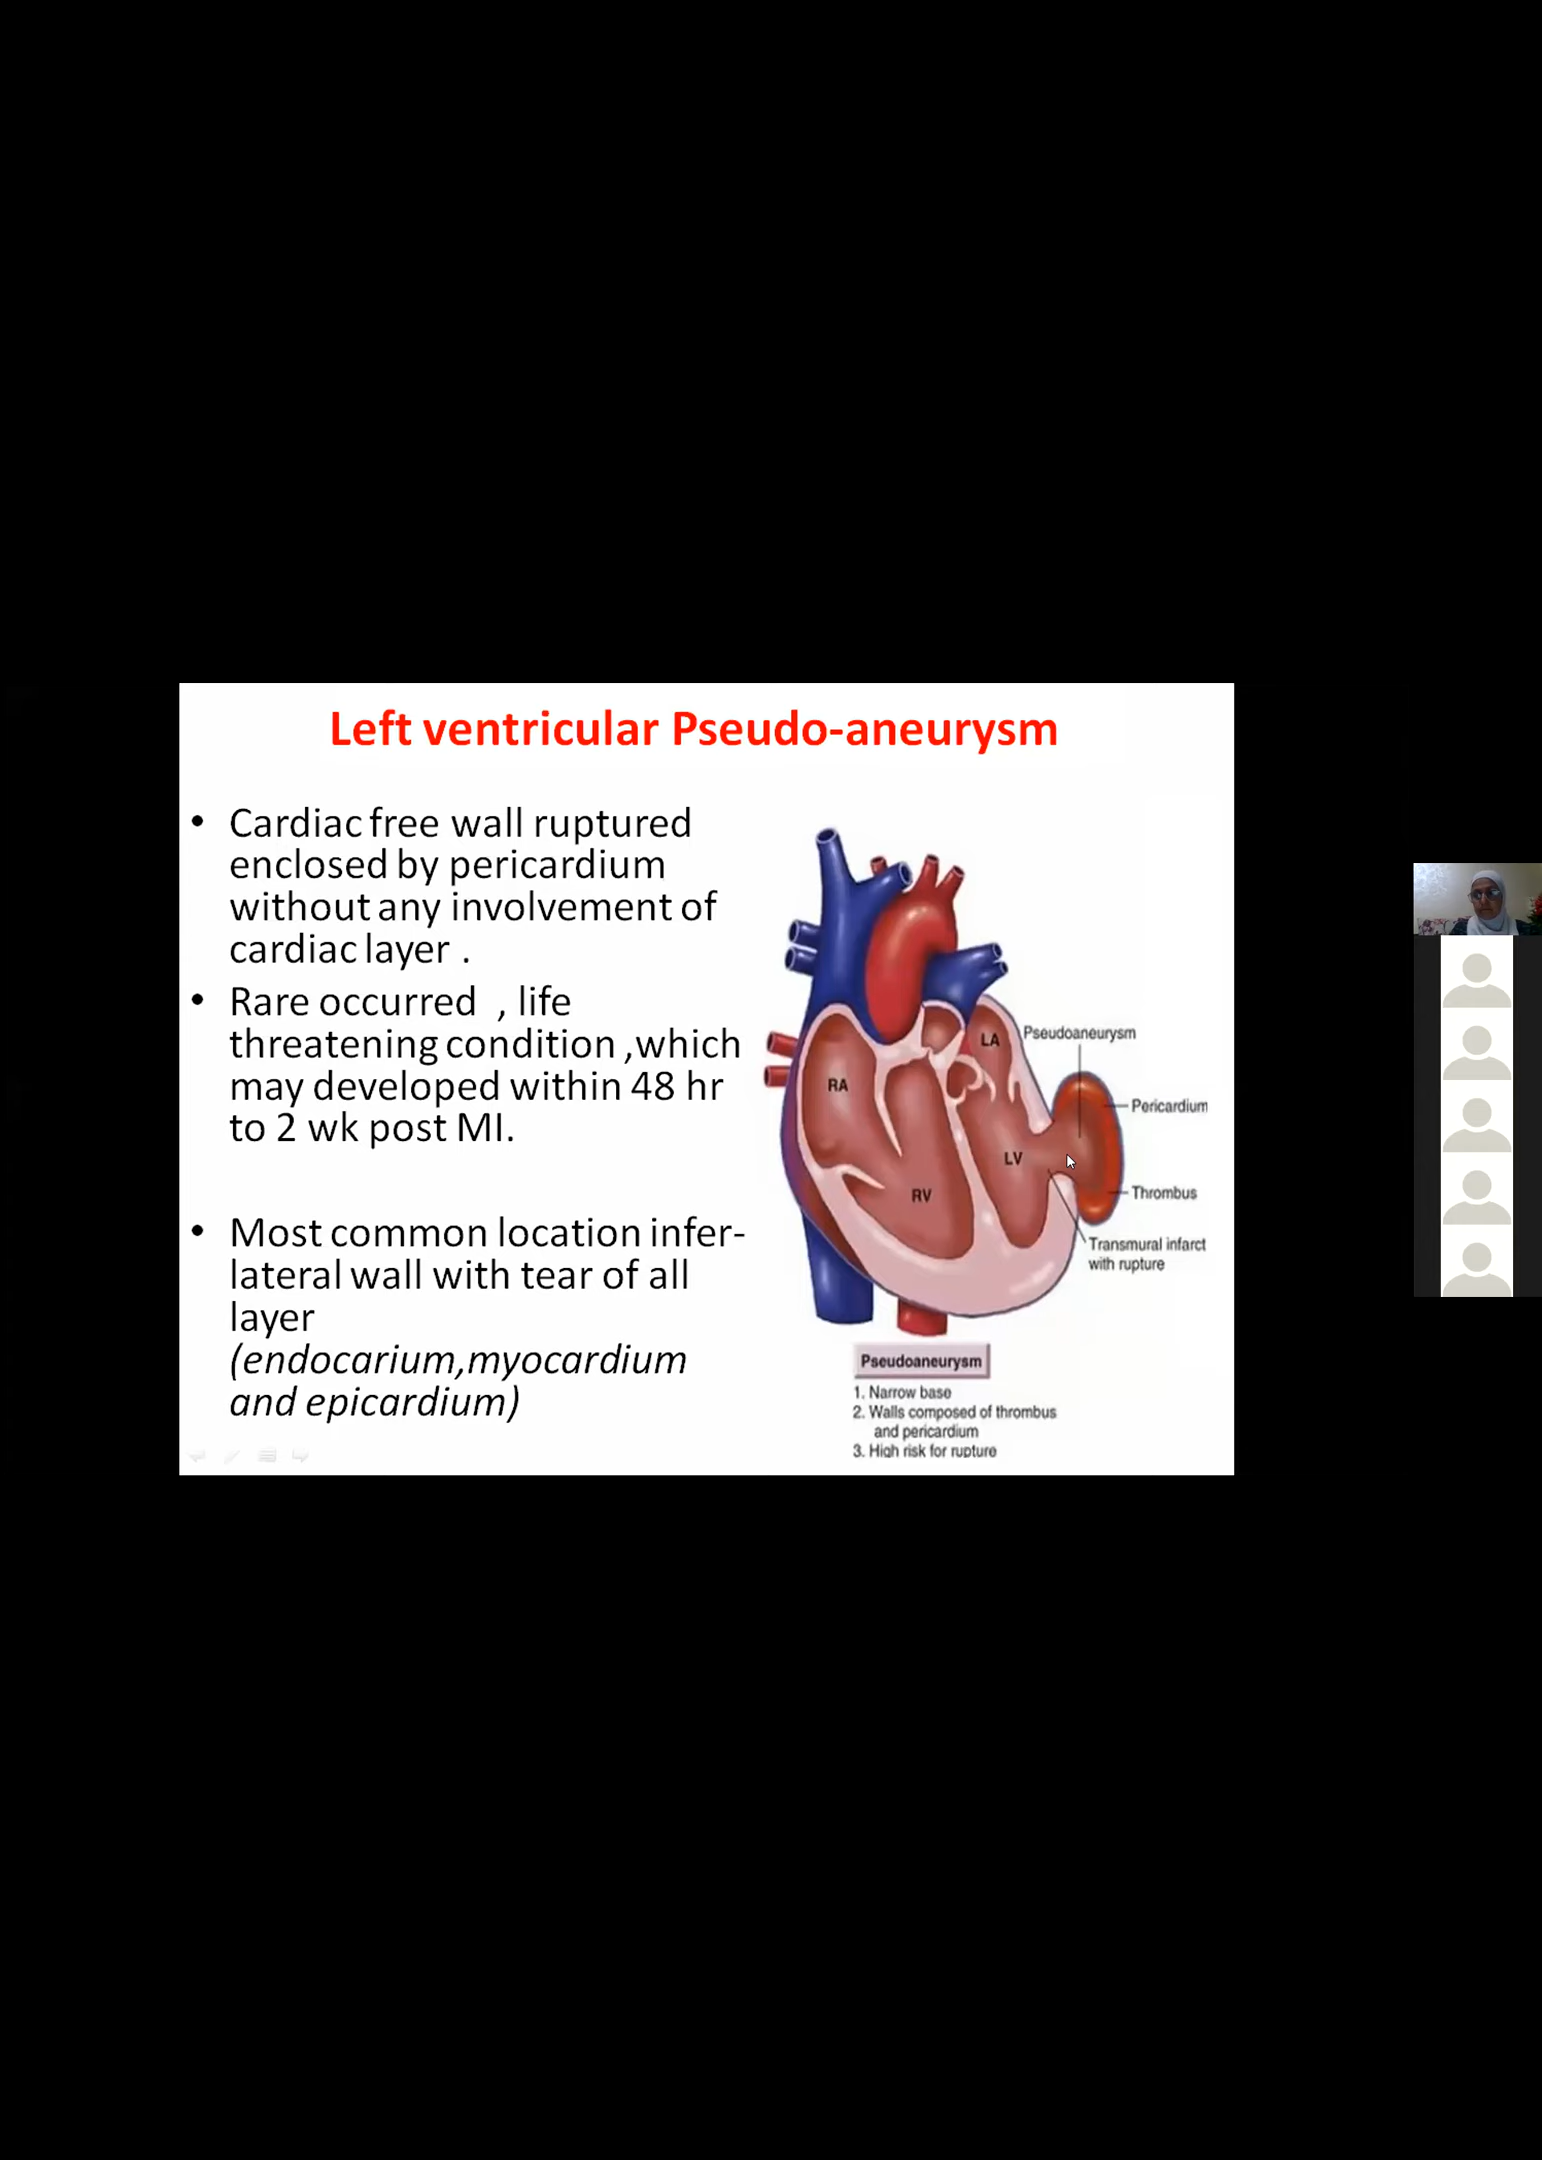 Left ventricular Pseudo-aneurysm
• Cardiac free wall ruptured
enclosed by pericardium
without any involvement of
cardiac layer .
• Rare occurred , life
threatening condition ,which
may developed within 48 hr
to 2 wk post MI.
• Most common location infer-
lateral wall with tear of all
layer
(endocarium,myocardium
and epicardium)
LA
Pseudoaneurysm
RA
Pericardium
LV
RV
Thrombus
Transmural infarct
with rupture
Pseudoaneurysm
1. Narrow base
2. Walls composed of thrombus
and pericardium
3. High risk for rupture